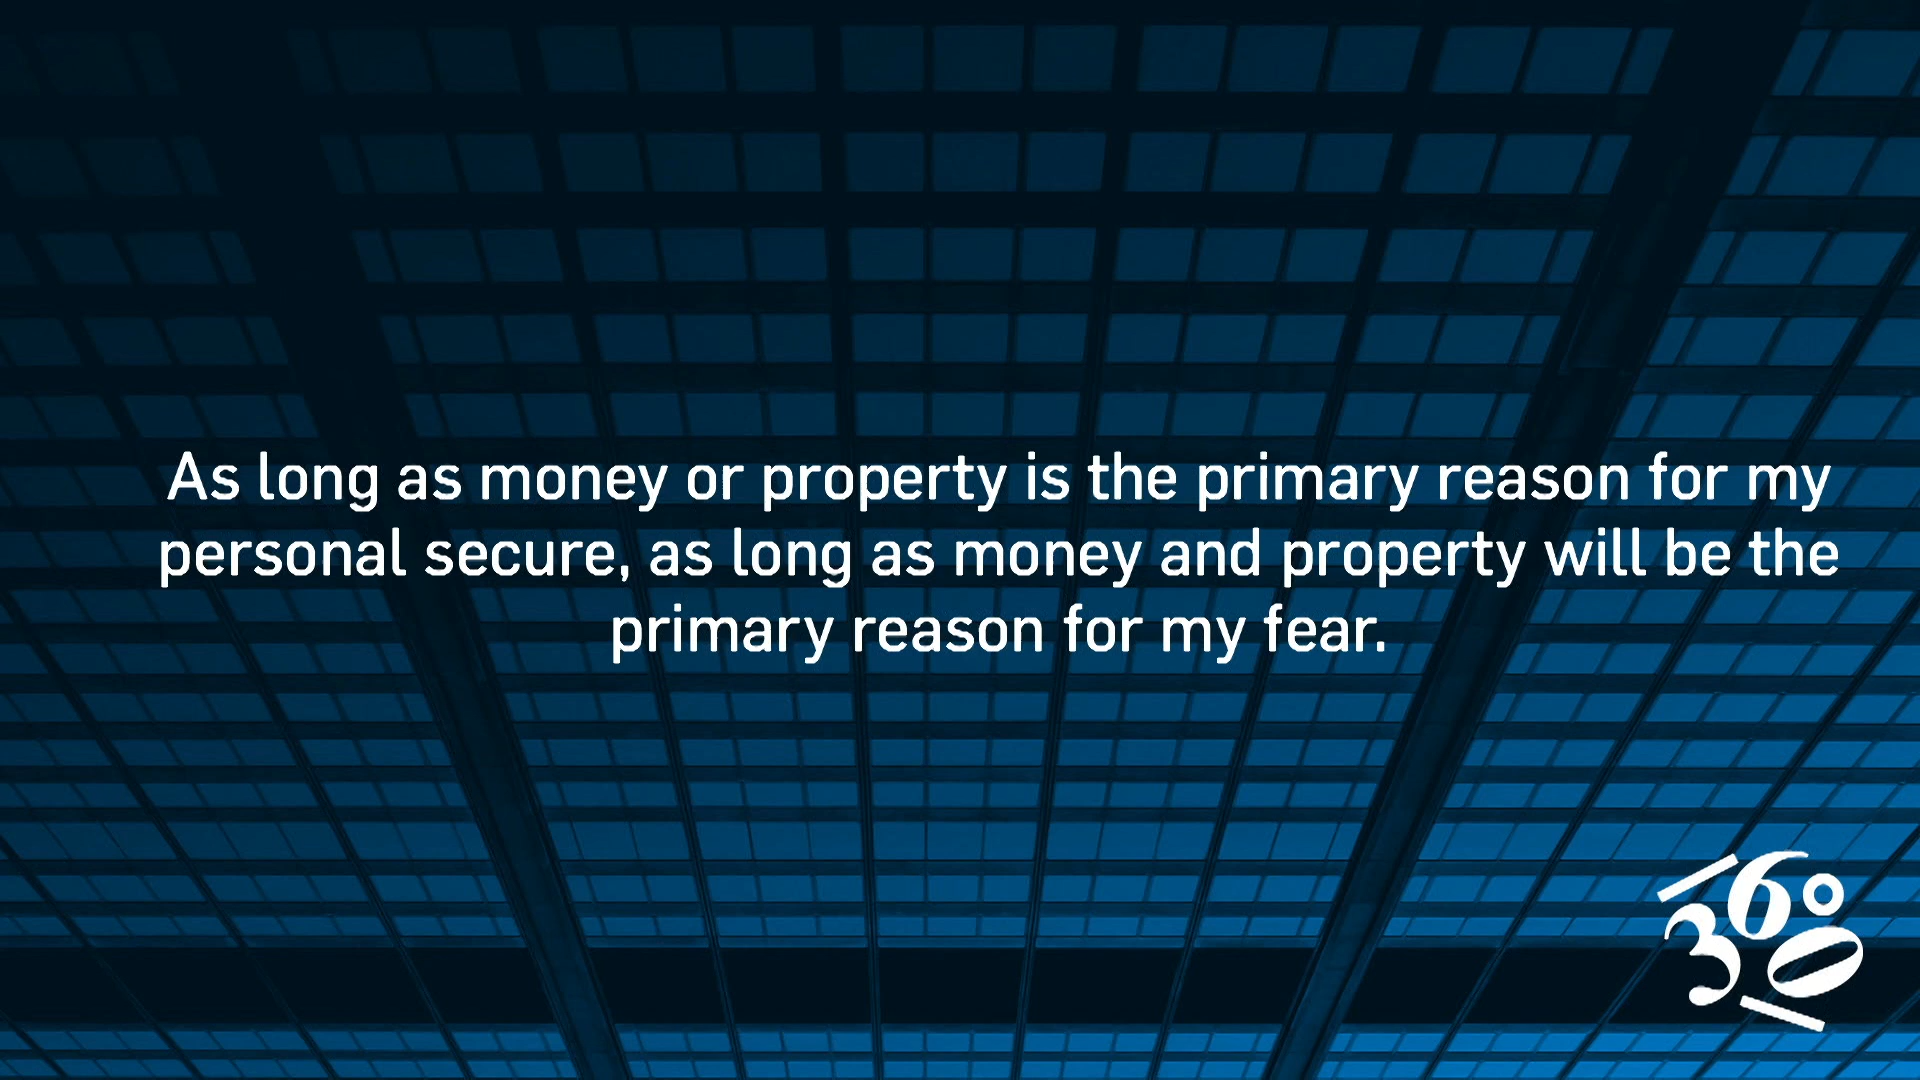 As long as money or property is the primary reason for my
personal secure, as long as money and property will be the
primary reason for my fear.
360